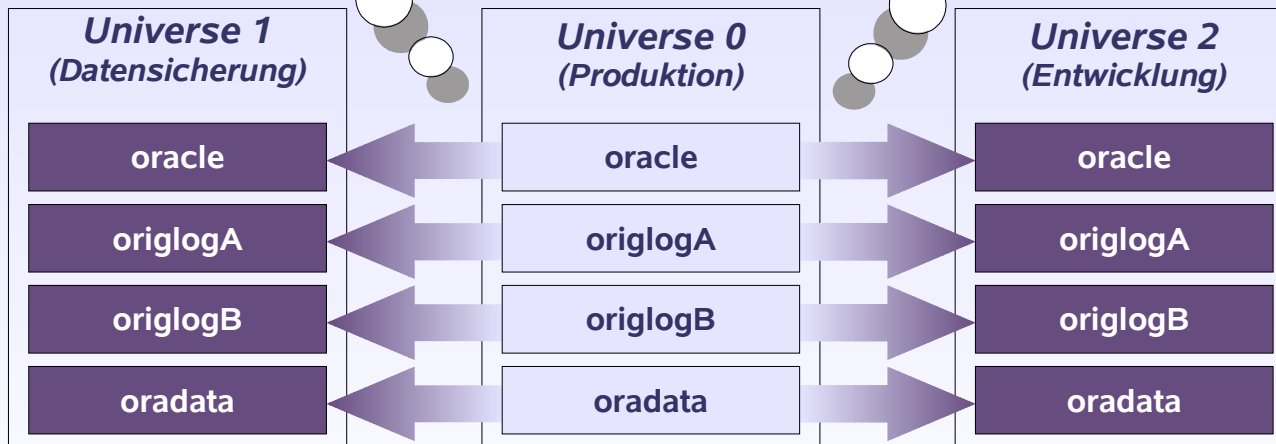 Universe 1
(Datensicherung)
oracle
origlogA
origlogB
oradata
Universe 0
(Produktion)
oracle
origlogA
origlogB
oradata
Universe 2
(Entwicklung)
oracle
origlogA
origlogB
oradata